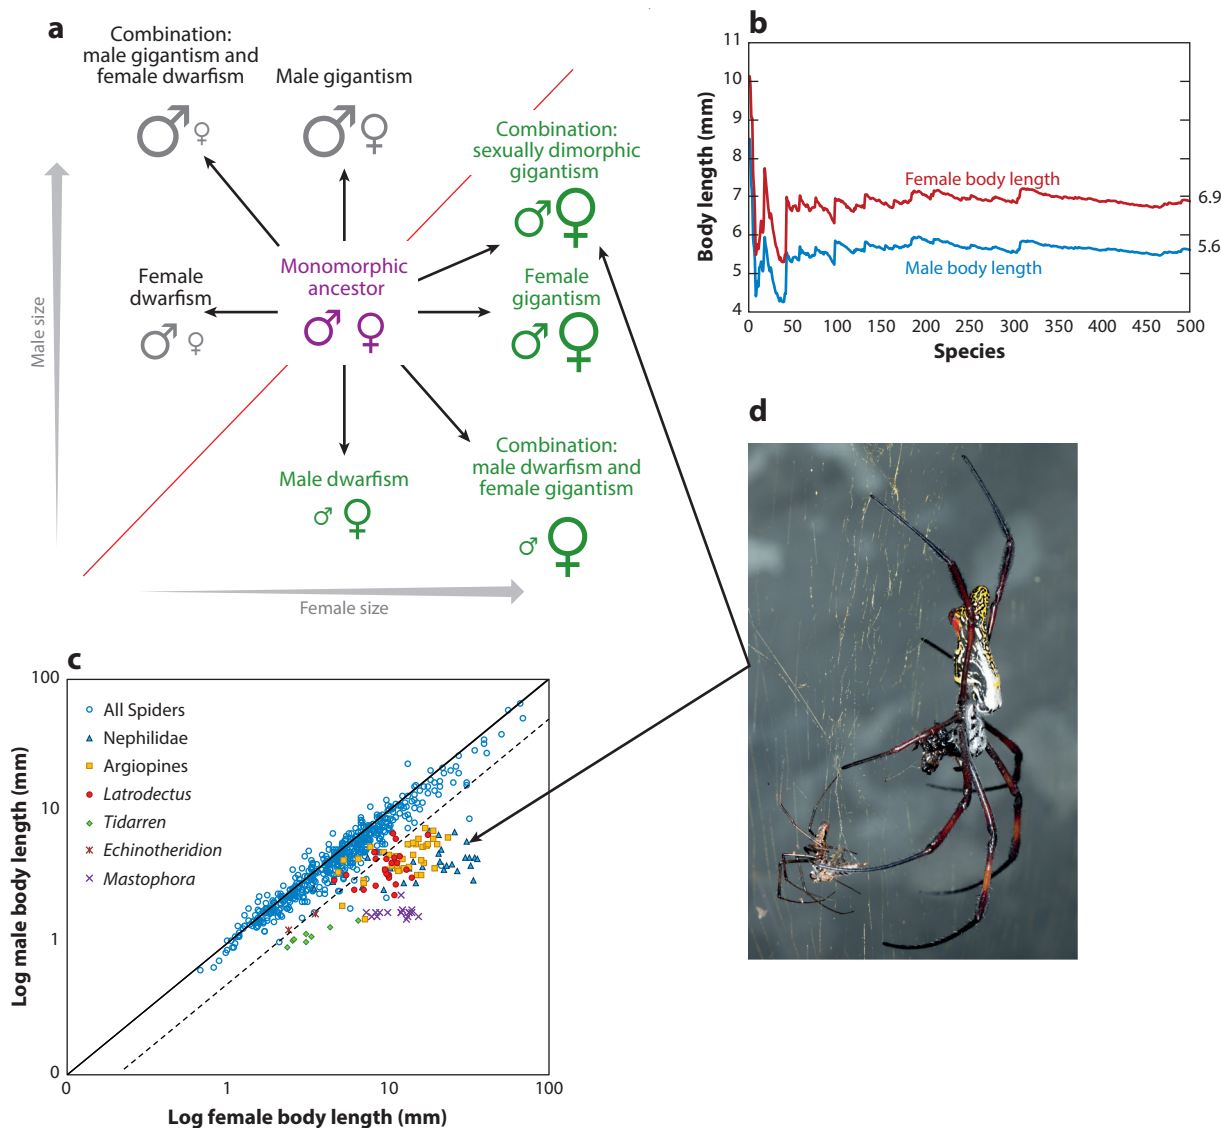 a
Combination:
male gigantism and
female dwarfism
Male gigantism
Combination:
sexually dimorphic
gigantism
Monomorphic
ancestor
Female
dwarfism
Female
gigantism
Male dwarfism
Combination:
male dwarfism and
female gigantism
Male size
Female size
b
Body length (mm)
11
10
9
8
7
6
5
4
Female body length
Male body length
6.9
5.6
0 50 100 150 200 250 300 350 400 450 500
Species
c
Log male body length (mm)
100
10
1
0
All Spiders
Nephilidae
Argiopines
Latrodectus
Tidarren
Echinotheridion
Mastophora
0 1 10 100
Log female body length (mm)
d